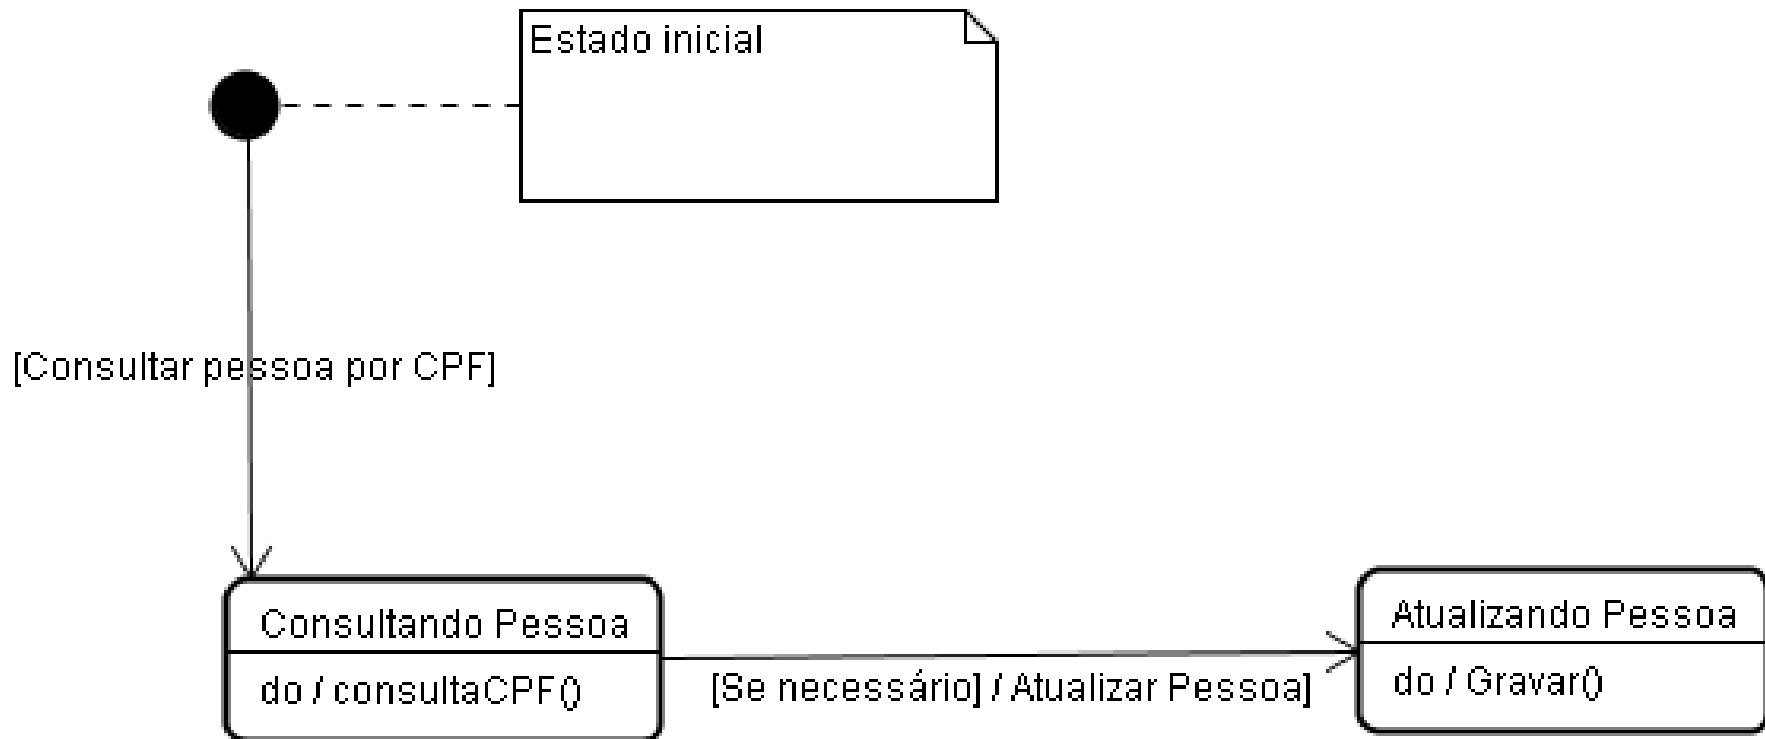 Estado inicial
[Consultar pessoa por CPF]
Consultando Pessoa
do / consultaCPF()
[Se necessário] / Atualizar Pessoa]
Atualizando Pessoa
do / Gravar()